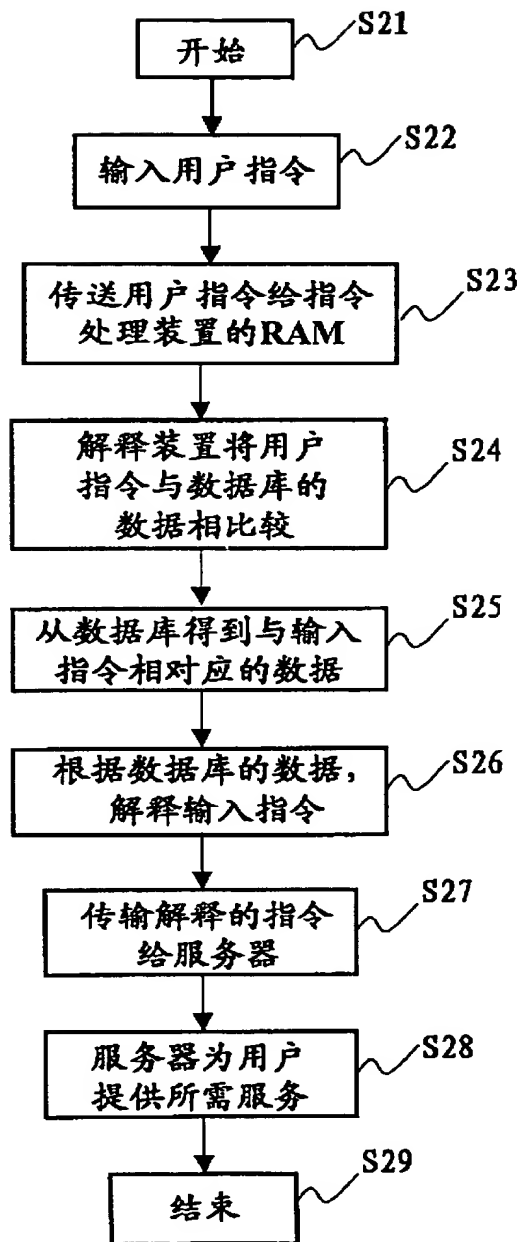 S21
开始
S22
输入用户指令
S23
传送用户指令给指令
处理装置的RAM
S24
解释装置将用户
指令与数据库的
数据相比较
S25
从数据库得到与输入
指令相对应的数据
S26
根据数据库的数据，
解释输入指令
S27
传输解释的指令
给服务器
S28
服务器为用户
提供所需服务
S29
结束